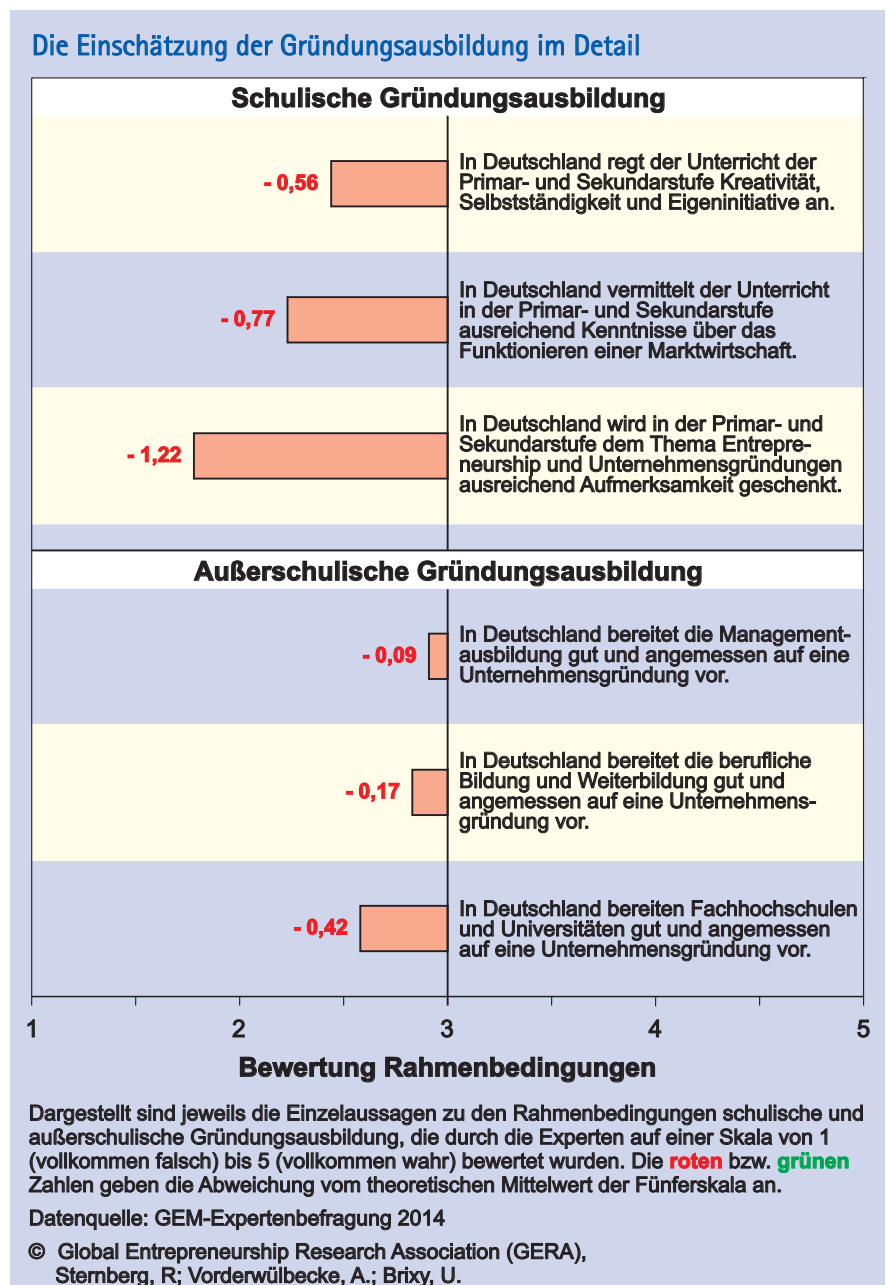 Die Einschätzung der Gründungsausbildung im Detail
Schulische Gründungsausbildung
- 0,56
In Deutschland regt der Unterricht der
Primar- und Sekundarstufe Kreativität,
Selbstständigkeit und Eigeninitiative an.
- 0,77
In Deutschland vermittelt der Unterricht
in der Primar- und Sekundarstufe
ausreichend Kenntnisse über das
Funktionieren einer Marktwirtschaft.
- 1,22
In Deutschland wird in der Primar- und
Sekundarstufe dem Thema Entrepre-
neurship und Unternehmensgründungen
ausreichend Aufmerksamkeit geschenkt.
Außerschulische Gründungsausbildung
- 0,09
In Deutschland bereitet die Management-
ausbildung gut und angemessen auf eine
Unternehmensgründung vor.
- 0,17
In Deutschland bereitet die berufliche
Bildung und Weiterbildung gut und
angemessen auf eine Unternehmens-
gründung vor.
- 0,42
In Deutschland bereiten Fachhochschulen
und Universitäten gut und angemessen
auf eine Unternehmensgründung vor.
1 2 3 4 5
Bewertung Rahmenbedingungen
Dargestellt sind jeweils die Einzelaussagen zu den Rahmenbedingungen schulische und
außerschulische Gründungsausbildung, die durch die Experten auf einer Skala von 1
(vollkommen falsch) bis 5 (vollkommen wahr) bewertet wurden. Die roten bzw. grünen
Zahlen geben die Abweichung vom theoretischen Mittelwert der Fünferskala an.
Datenquelle: GEM-Expertenbefragung 2014
© Global Entrepreneurship Research Association (GERA),
Sternberg, R; Vorderwülbecke, A.; Brixy, U.